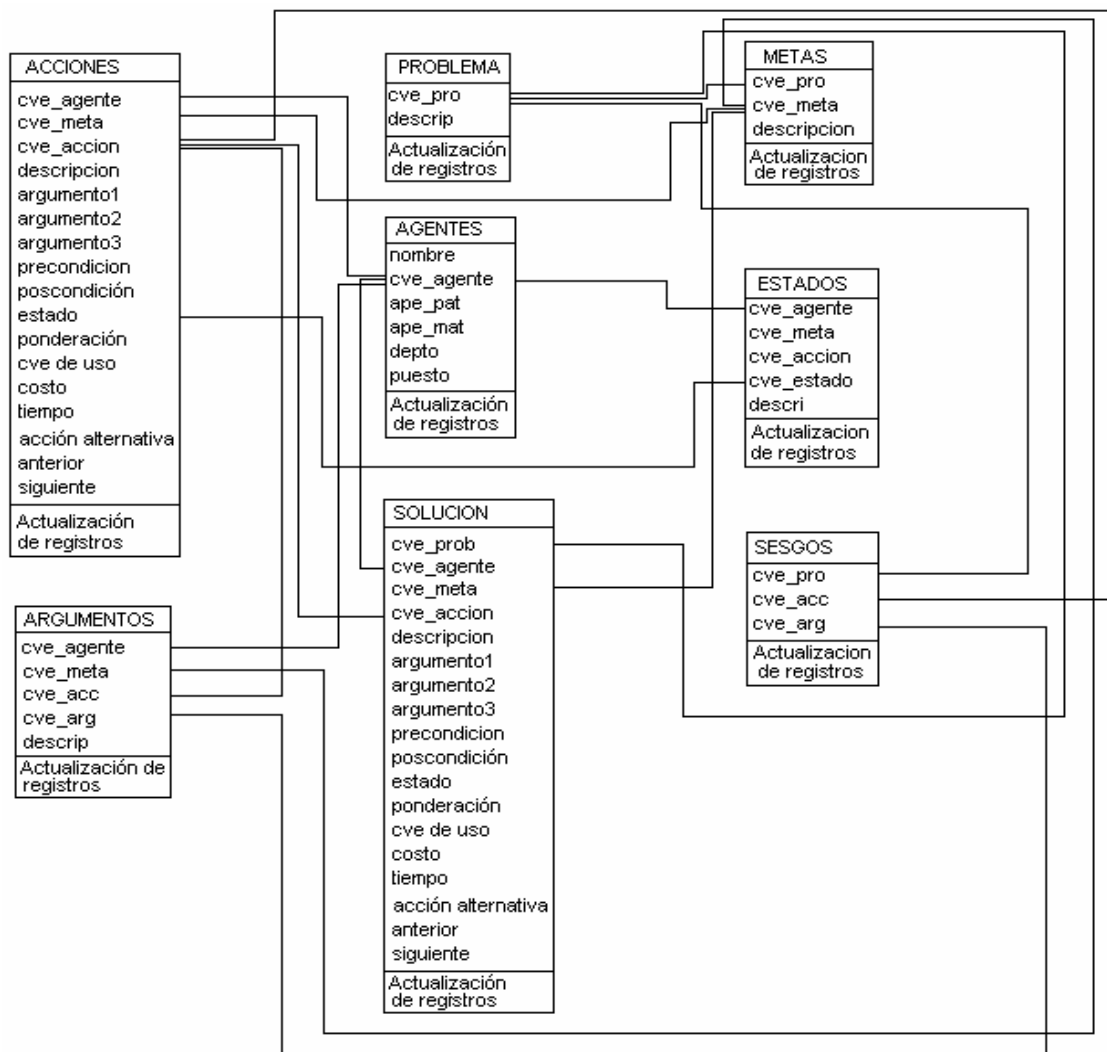 ACCIONES
cve_agente
cve_meta
cve_accion
descripcion
argumento1
argumento2
argumento3
precondicion
poscondición
estado
ponderación
cve de uso
costo
tiempo
acción alternativa
anterior
siguiente
Actualización
de registros
PROBLEMA
cve_pro
descrip
Actualización
de registros
METAS
cve_pro
cve_meta
descripcion
Actualizacion
de registros
AGENTES
nombre
cve_agente
ape_pat
ape_mat
depto
puesto
Actualización
de registros
ESTADOS
cve_agente
cve_meta
cve_accion
cve_estado
descri
Actualizacion
de registros
SOLUCION
cve_prob
cve_agente
cve_meta
cve_accion
descripcion
argumento1
argumento2
argumento3
precondicion
poscondición
estado
ponderación
cve de uso
costo
tiempo
acción alternativa
anterior
siguiente
Actualización
de registros
SESGOS
cve_pro
cve_acc
cve_arg
Actualizacion
de registros
ARGUMENTOS
cve_agente
cve_meta
cve_acc
cve_arg
descrip
Actualización de
registros